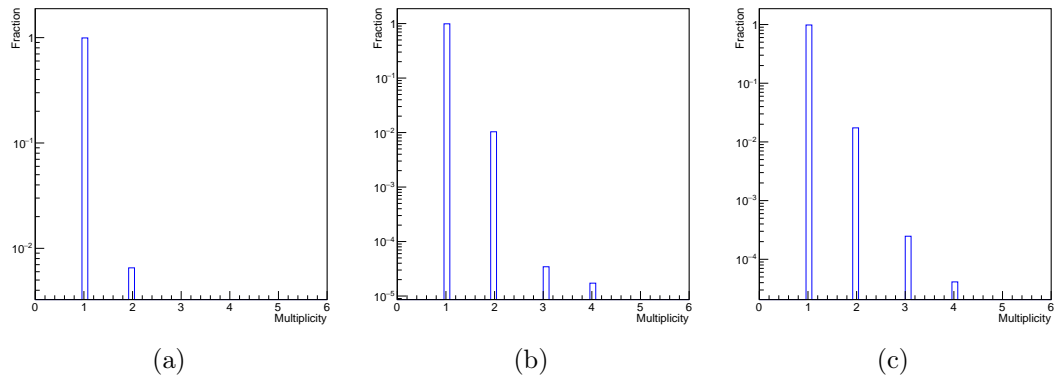 Fraction
1
10⁻¹
10⁻²
0 1 2 3 4 5 6
Multiplicity
(a)
Fraction
1
10⁻¹
10⁻²
10⁻³
10⁻⁴
10⁻⁵
0 1 2 3 4 5 6
Multiplicity
(b)
Fraction
1
10⁻¹
10⁻²
10⁻³
10⁻⁴
0 1 2 3 4 5 6
Multiplicity
(c)